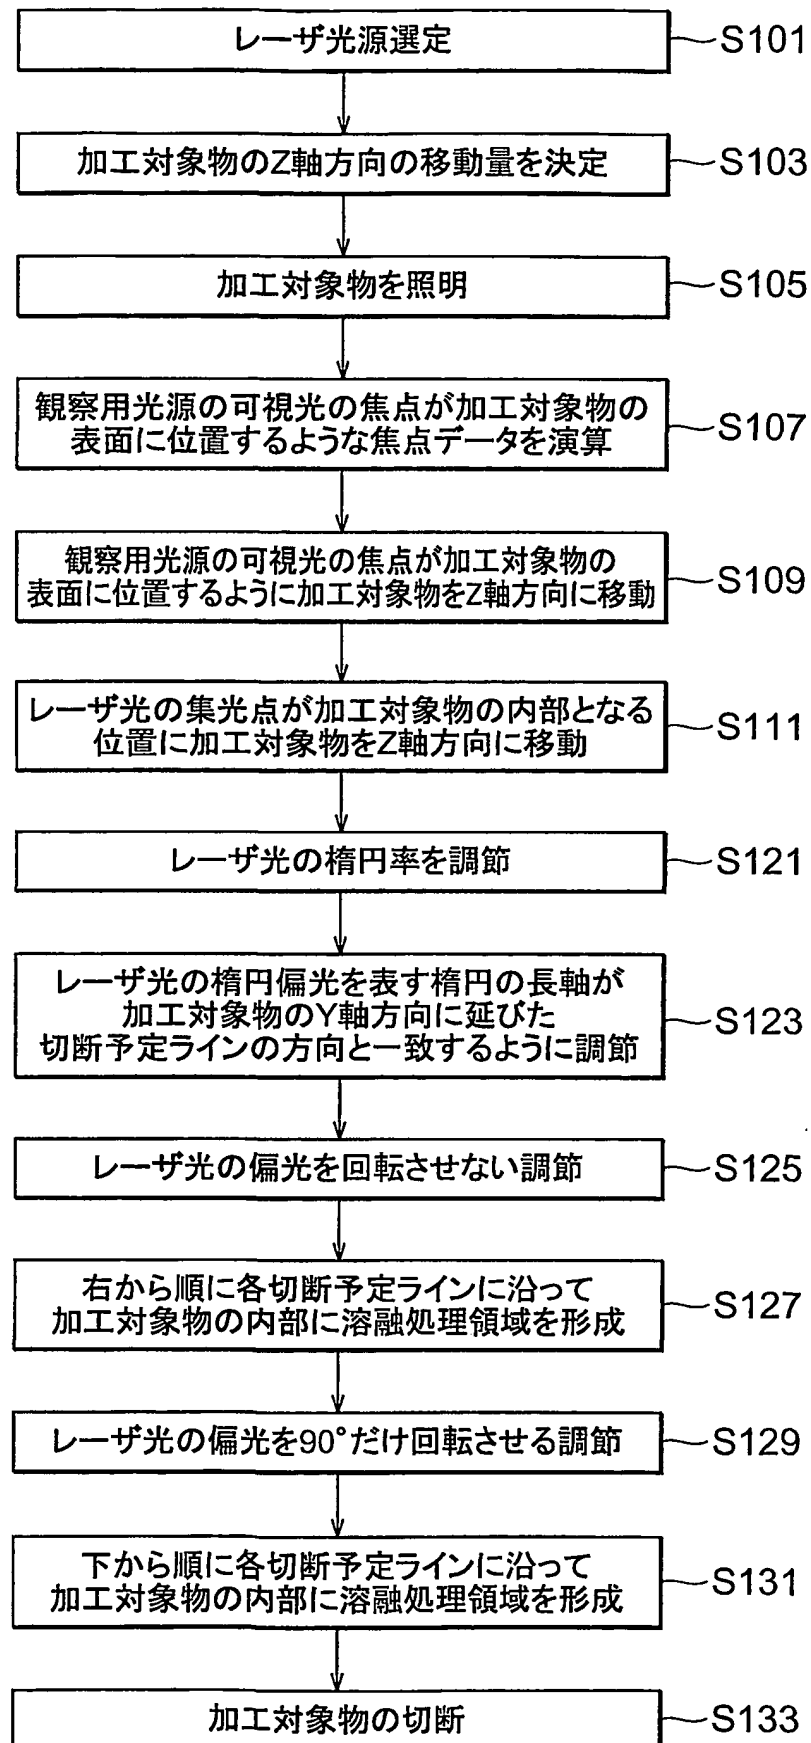 レーザ光源選定
S101
加工対象物のZ軸方向の移動量を決定
S103
加工対象物を照明
S105
観察用光源の可視光の焦点が加工対象物の
表面に位置するような焦点データを演算
S107
観察用光源の可視光の焦点が加工対象物の
表面に位置するように加工対象物をZ軸方向に移動
S109
レーザ光の集光点が加工対象物の内部となる
位置に加工対象物をZ軸方向に移動
S111
レーザ光の楕円率を調節
S121
レーザ光の楕円偏光を表す楕円の長軸が
加工対象物のY軸方向に延びた
切断予定ラインの方向と一致するように調節
S123
レーザ光の偏光を回転させない調節
S125
右から順に各切断予定ラインに沿って
加工対象物の内部に溶融処理領域を形成
S127
レーザ光の偏光を90°だけ回転させる調節
S129
下から順に各切断予定ラインに沿って
加工対象物の内部に溶融処理領域を形成
S131
加工対象物の切断
S133